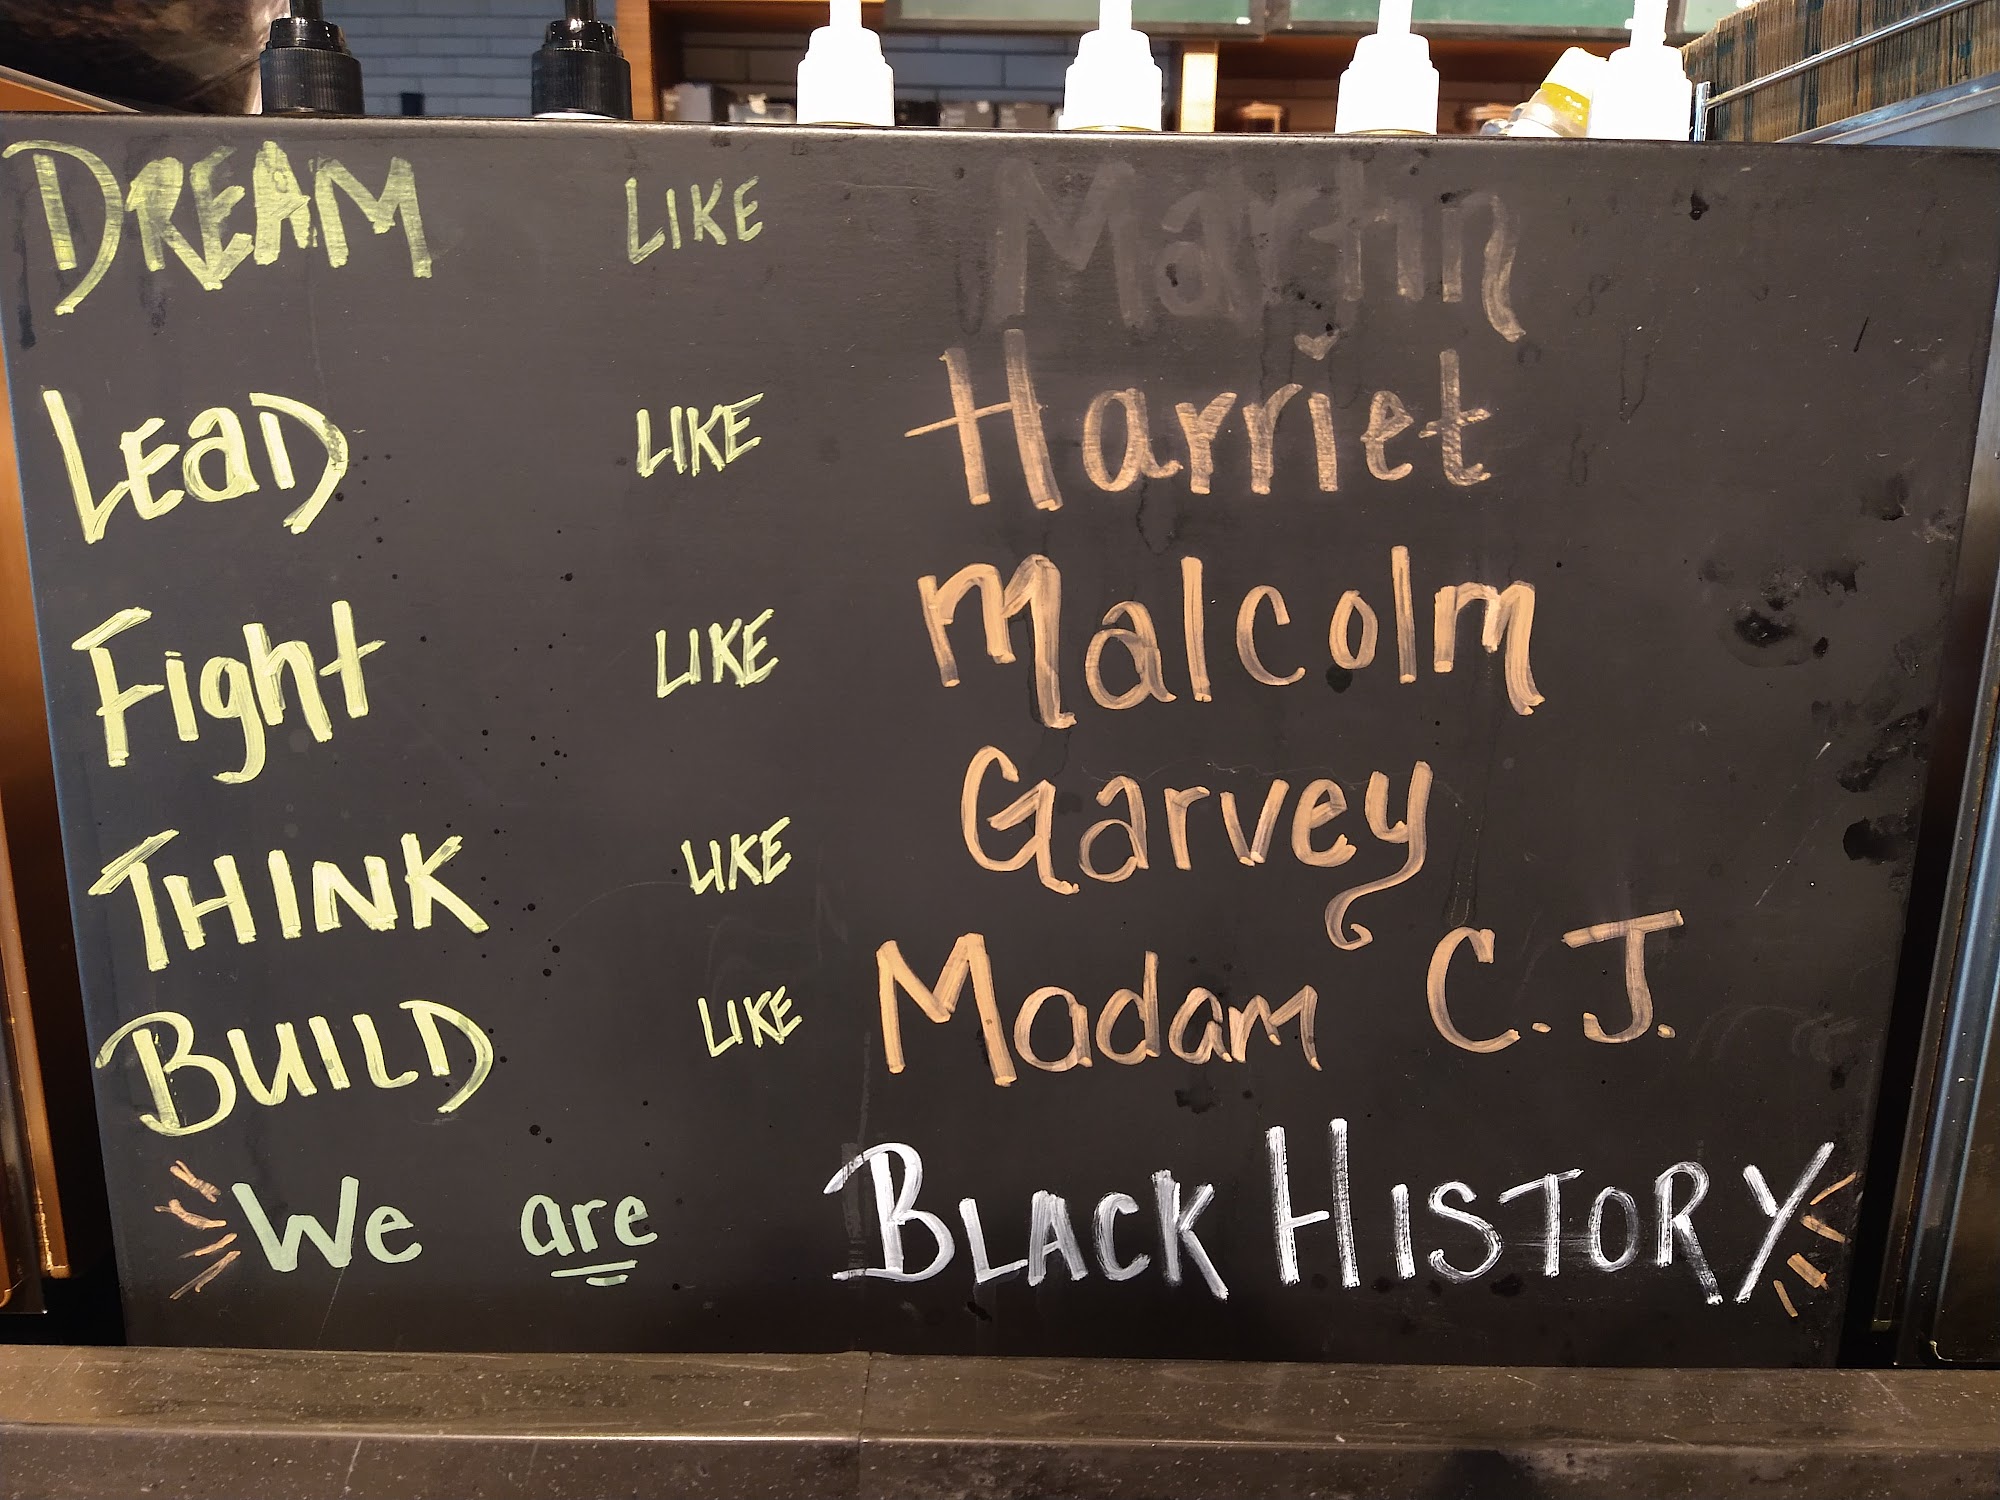 DREAM LIKE Martin
LEaD LIKE Harriet
Fight LIKE Malcolm
THINK LIKE Garvey
BUILD LIKE Madam C.J.
We are BLACK HISTORY